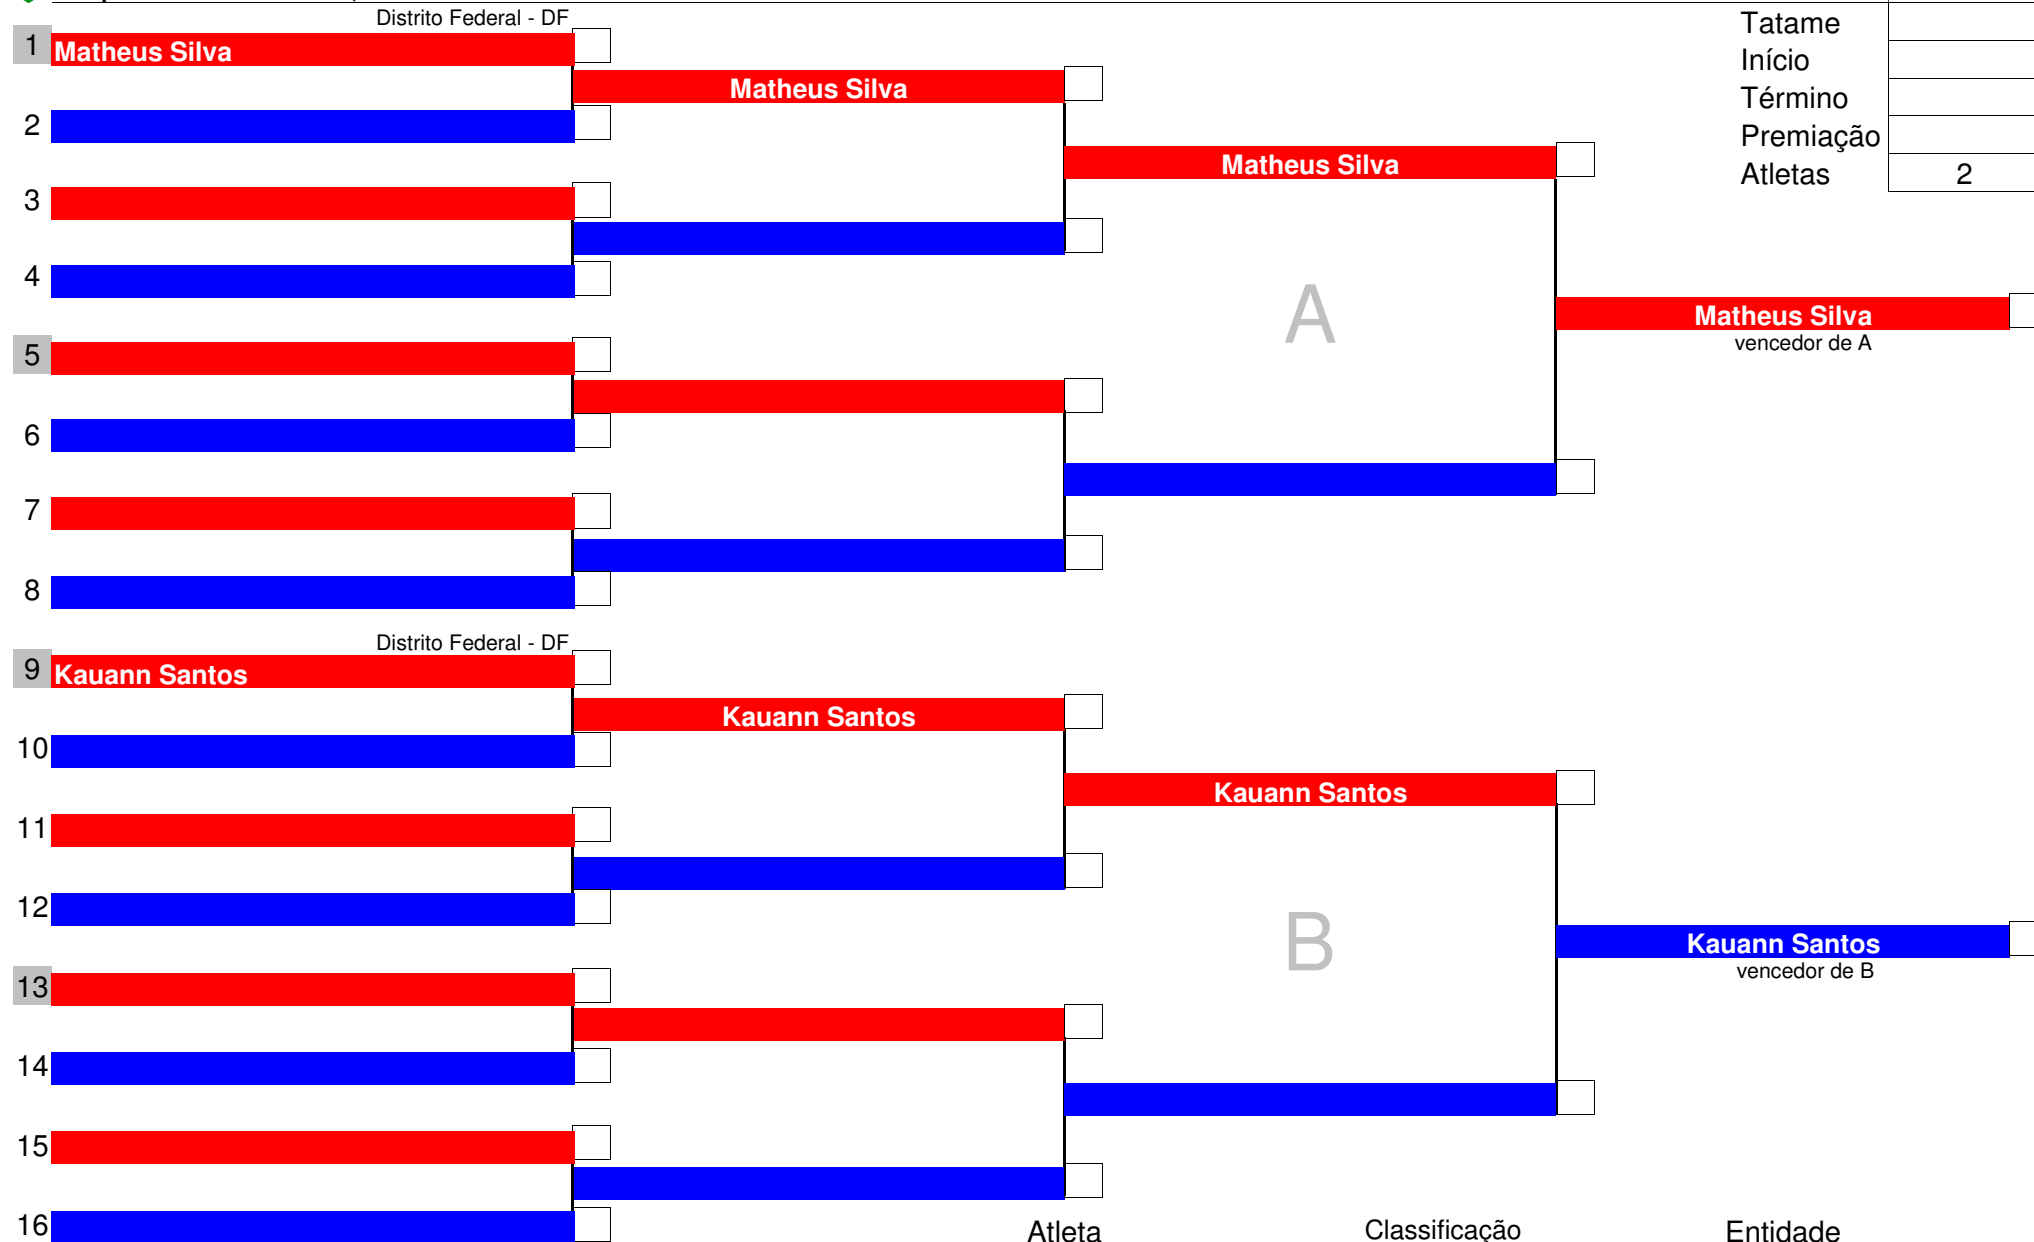 Distrito Federal - DF
Tatame
1 Matheus Silva
Início
Matheus Silva
Término
2
Premiação
Matheus Silva
Atletas 2
3
4
A
Matheus Silva
vencedor de A
5
6
7
8
Distrito Federal - DF
9 Kauann Santos
Kauann Santos
10
Kauann Santos
11
12
B
Kauann Santos
vencedor de B
13
14
15
16
Atleta Classificação Entidade